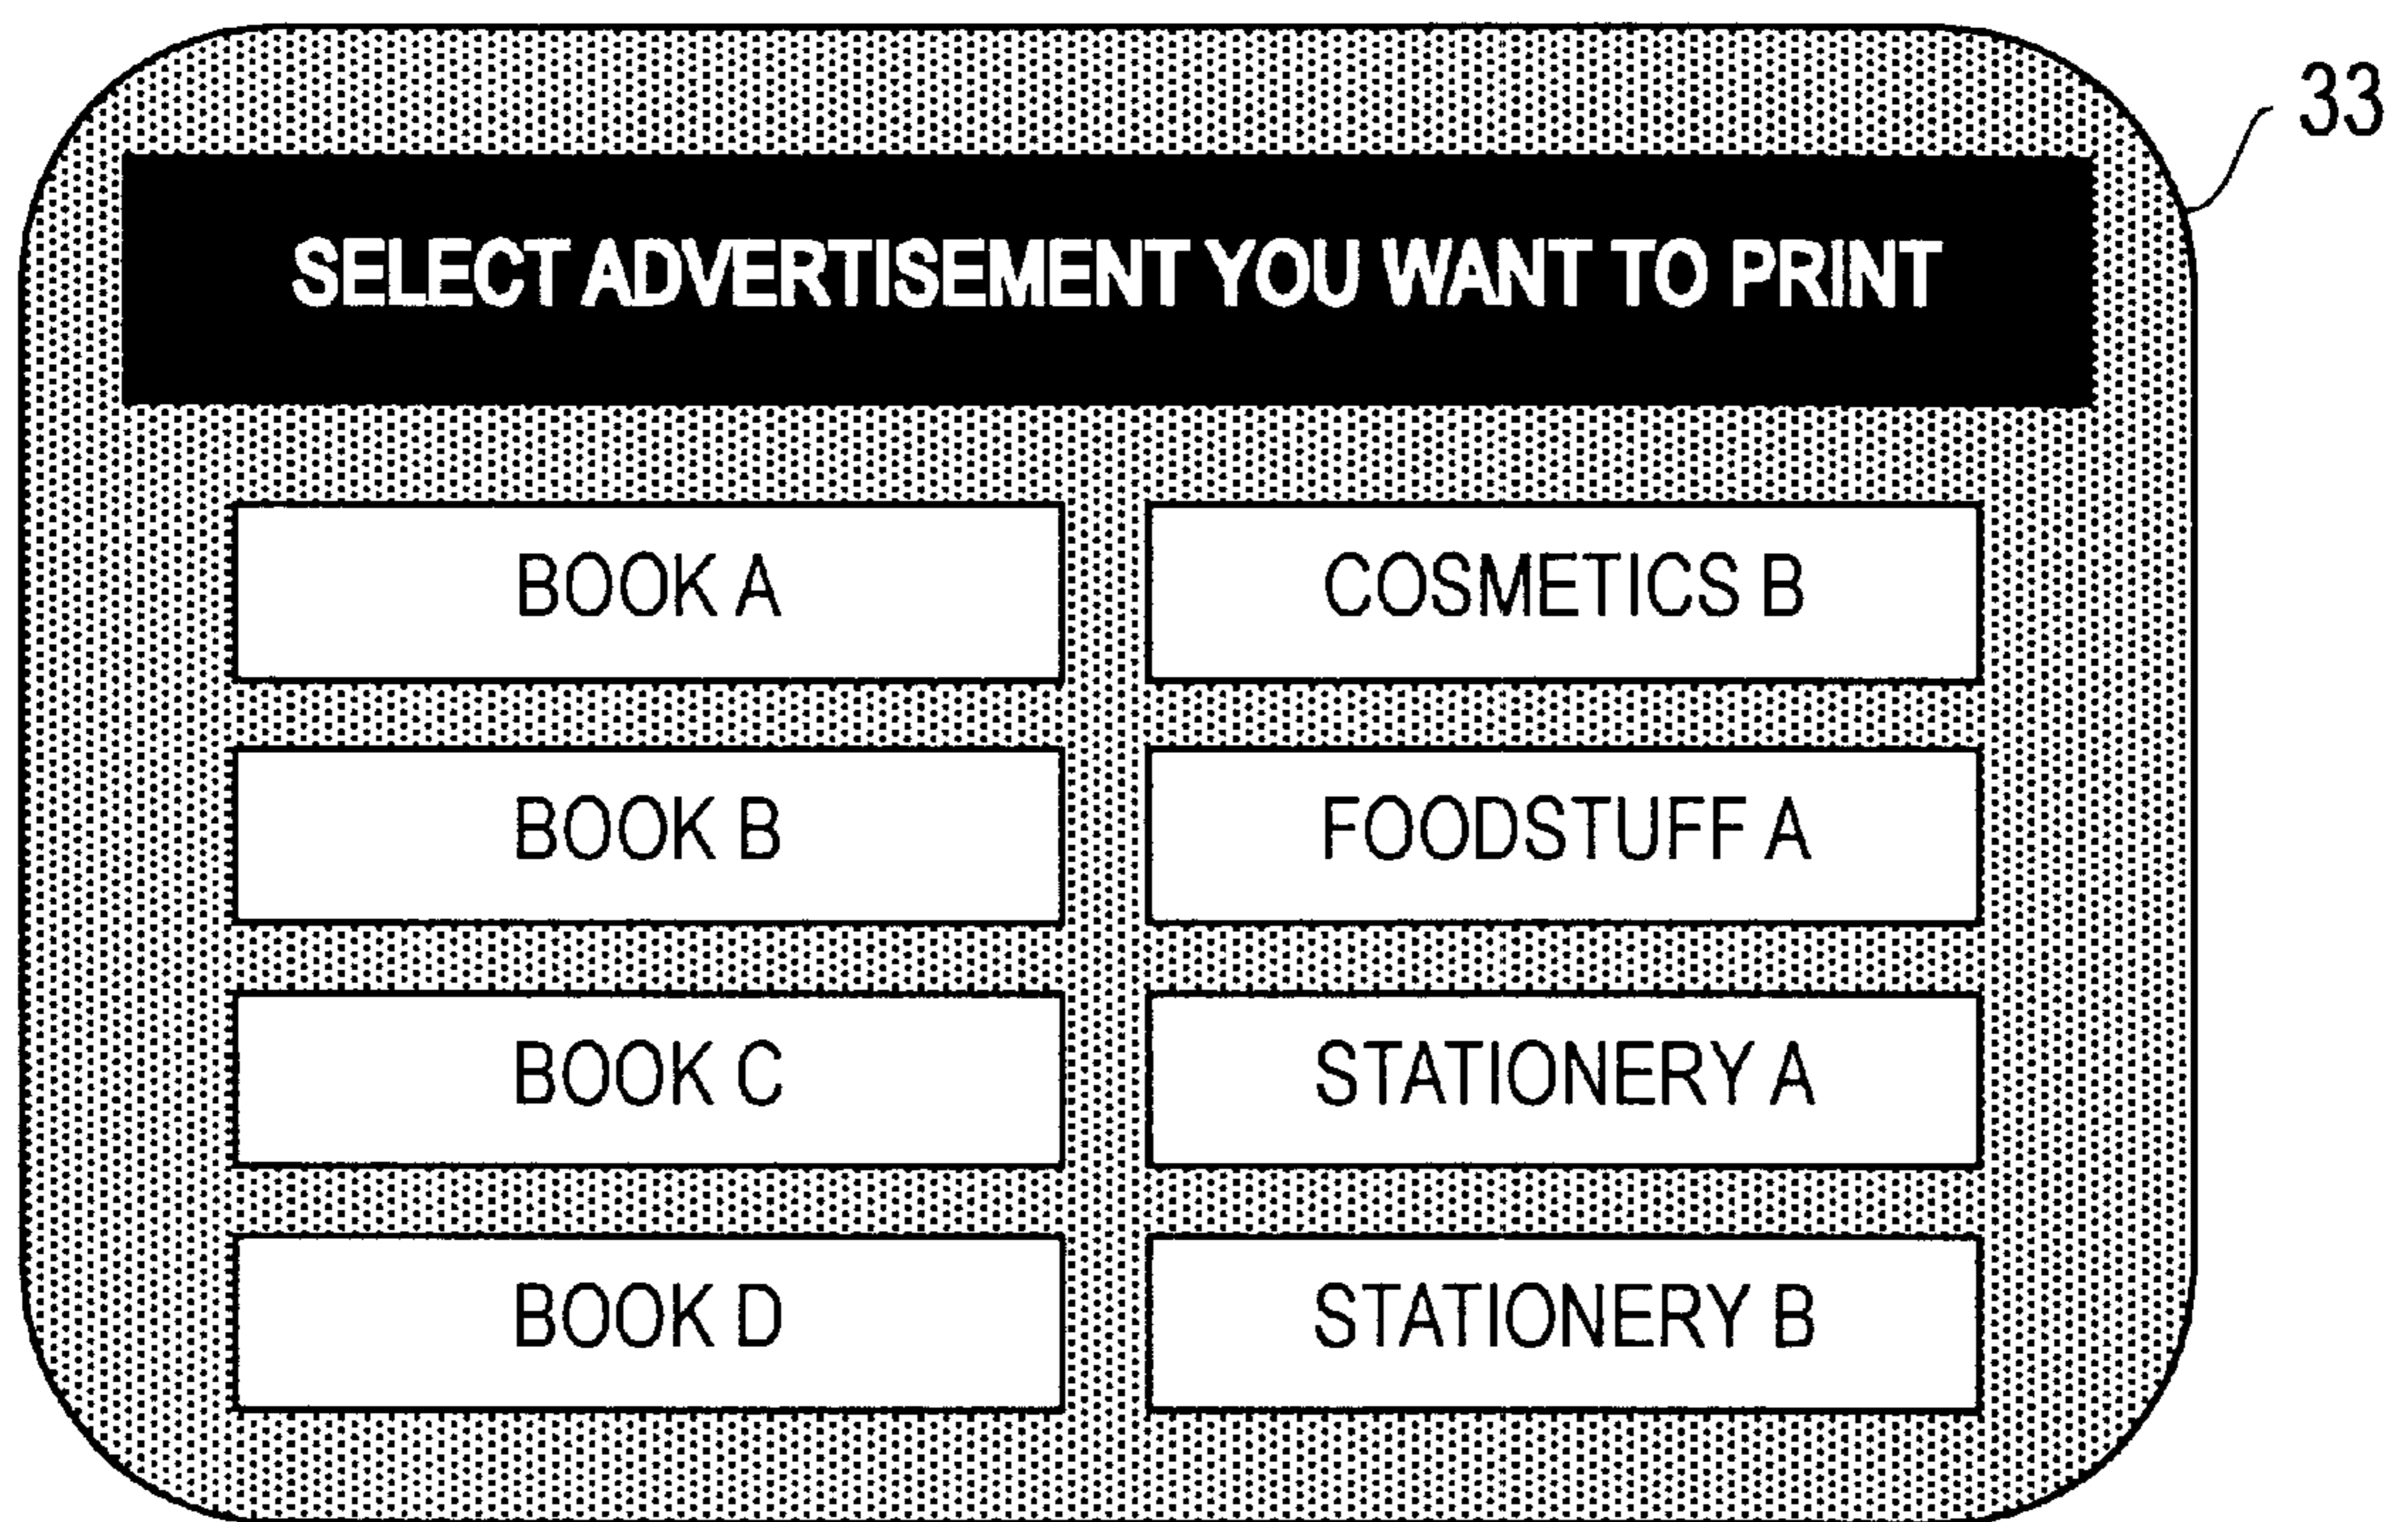 33
SELECT ADVERTISEMENT YOU WANT TO PRINT
BOOK A
COSMETICS B
BOOK B
FOODSTUFF A
BOOK C
STATIONERY A
BOOK D
STATIONERY B